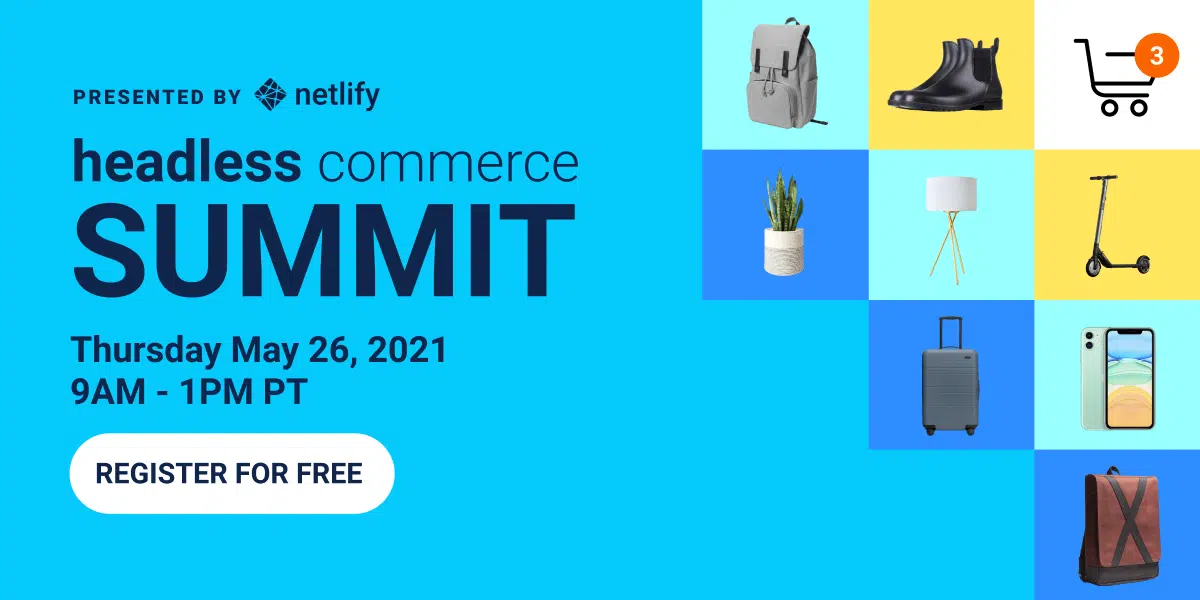 PRESENTED BY netlify
headless commerce
SUMMIT
Thursday May 26, 2021
9AM - 1PM PT
REGISTER FOR FREE
3